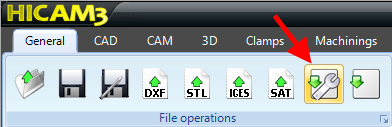 HICAM3
General CAD CAM 3D Clamps Machinings
DXF STL IGES SAT
File operations